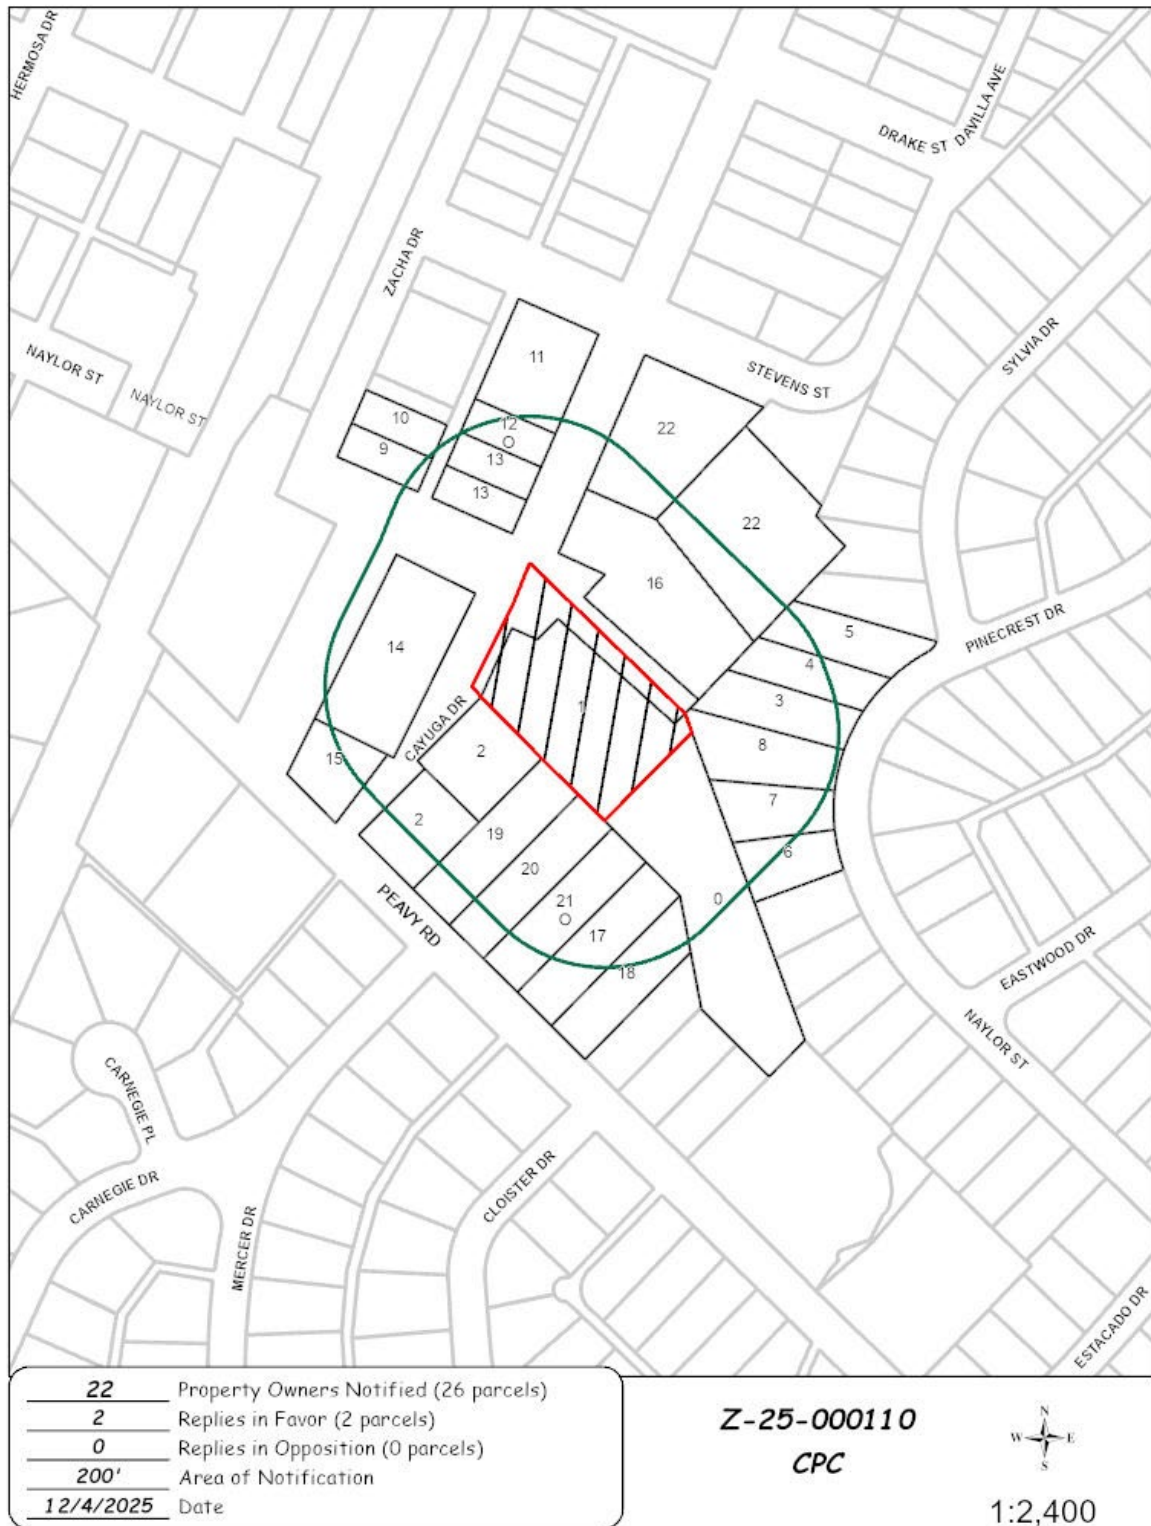 HERMOSA DR
DRAKE ST
DAVILLA AVE
ZACHA DR
SYLVIA DR
NAYLOR ST
NAYLOR ST
STEVENS ST
11
22
10
12
9
13
13
22
16
5
PINECREST DR
14
4
3
1
8
CAYUGA DR
2
15
7
2
19
6
20
21
0
PEAVY RD
17
18
EASTWOOD DR
NAYLOR ST
CARNEGIE PL
CARNEGIE DR
CLOISTER DR
MERCER DR
ESTACADO DR
22 Property Owners Notified (26 parcels)
2 Replies in Favor (2 parcels)
0 Replies in Opposition (0 parcels)
200' Area of Notification
12/4/2025 Date
Z-25-000110
CPC
N
W E
S
1:2,400